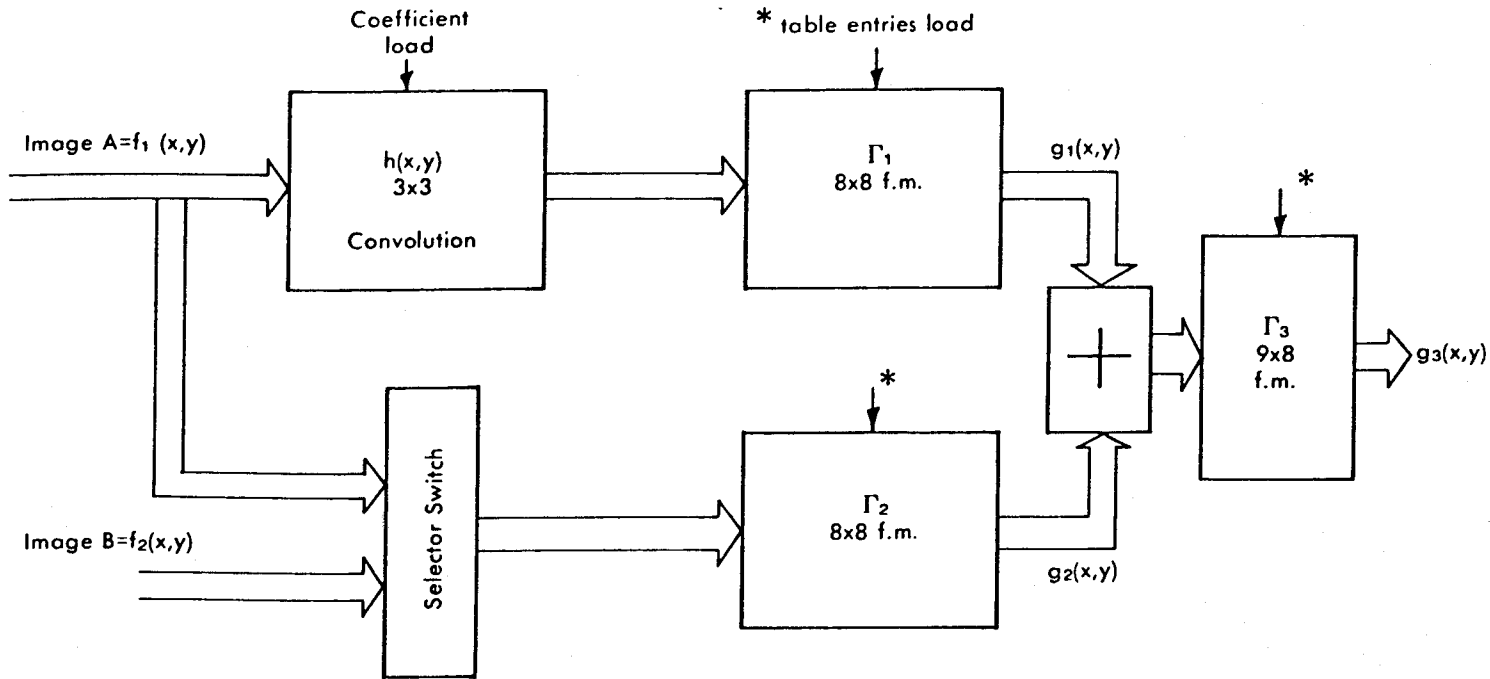 Coefficient
load
* table entries load
Image A=f₁ (x,y)
h(x,y)
3x3
Convolution
Γ₁
8x8 f.m.
g₁(x,y)
*
+
Γ₃
9x8
f.m.
g₃(x,y)
*
Selector Switch
Γ₂
8x8 f.m.
Image B=f₂(x,y)
g₂(x,y)